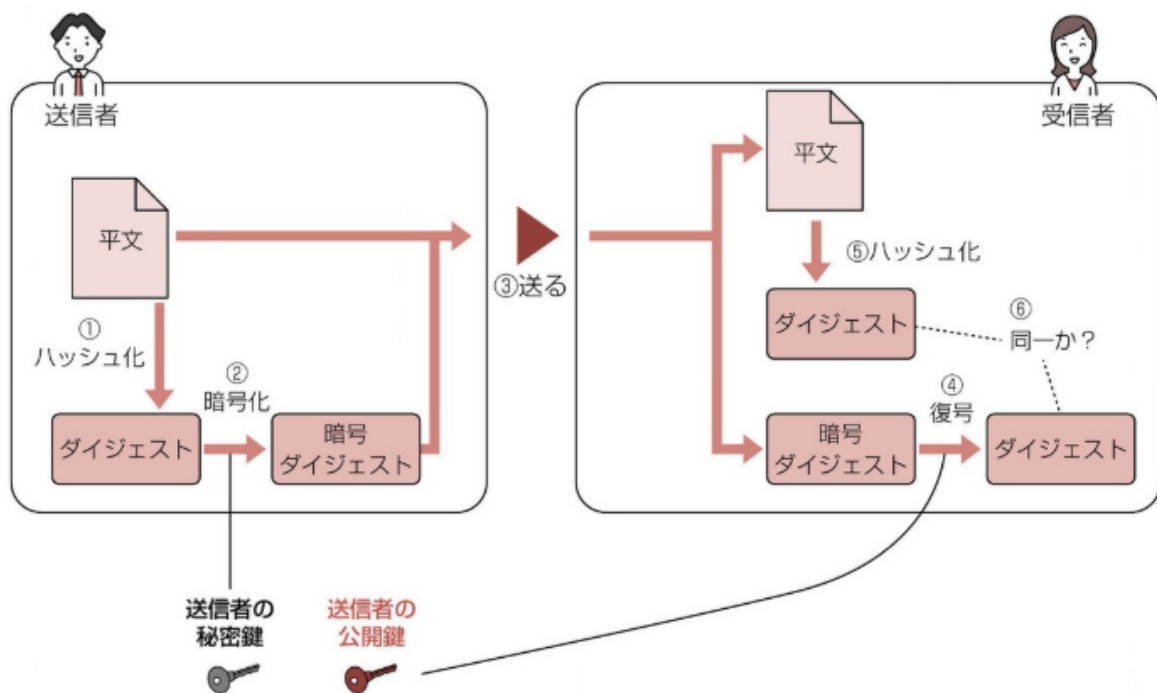 送信者
平文
①
ハッシュ化
ダイジェスト
②
暗号化
暗号
ダイジェスト
③送る
受信者
平文
⑤ハッシュ化
ダイジェスト
⑥
同一か？
暗号
ダイジェスト
④
復号
ダイジェスト
送信者の
秘密鍵
送信者の
公開鍵